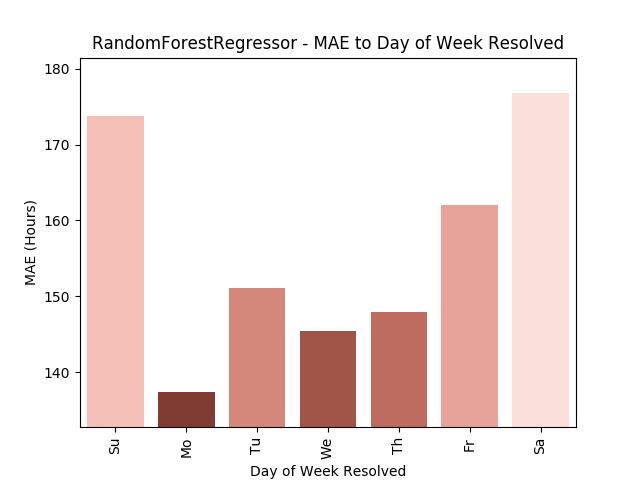 RandomForestRegressor - MAE to Day of Week Resolved
180
170
160
150
140
MAE (Hours)
Su
Mo
Tu
We
Th
Fr
Sa
Day of Week Resolved